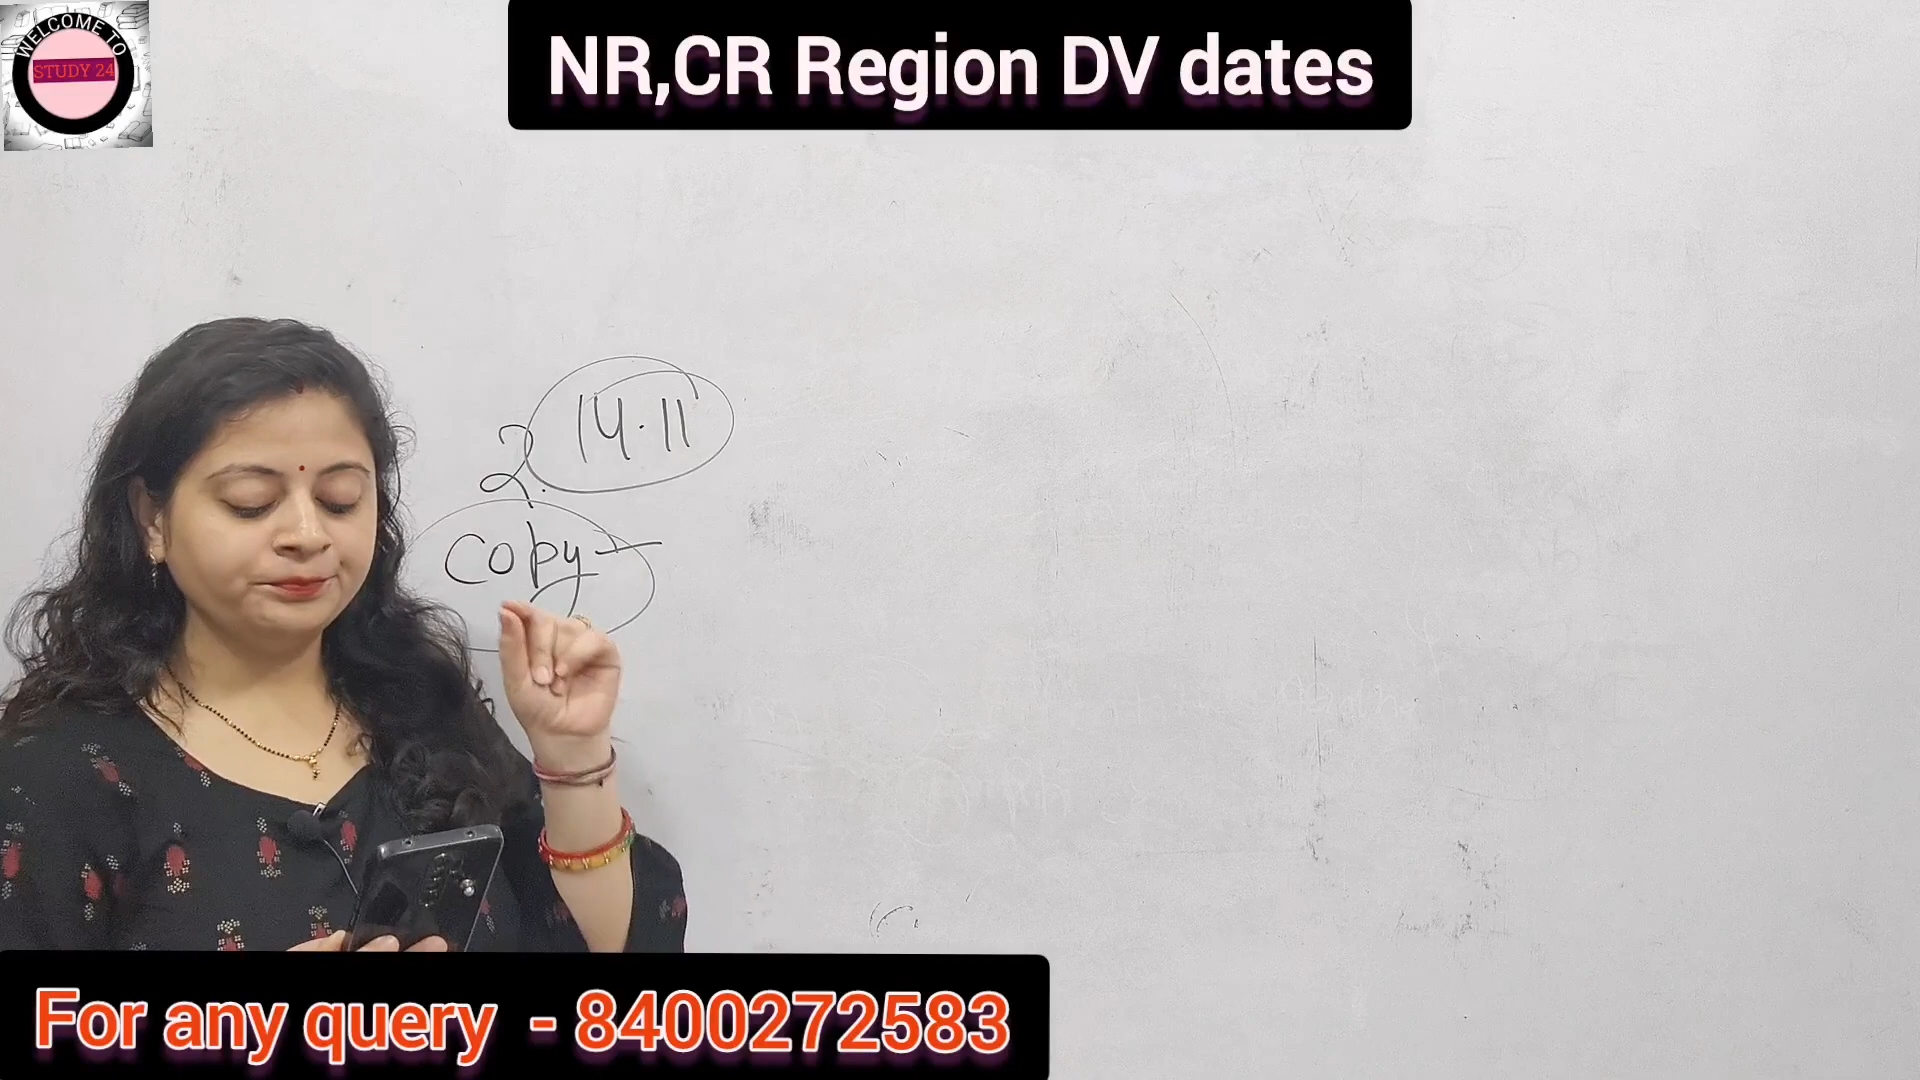 WELCOME TO
STUDY 24
NR,CR Region DV dates
14.11
2.
copy
For any query - 8400272583